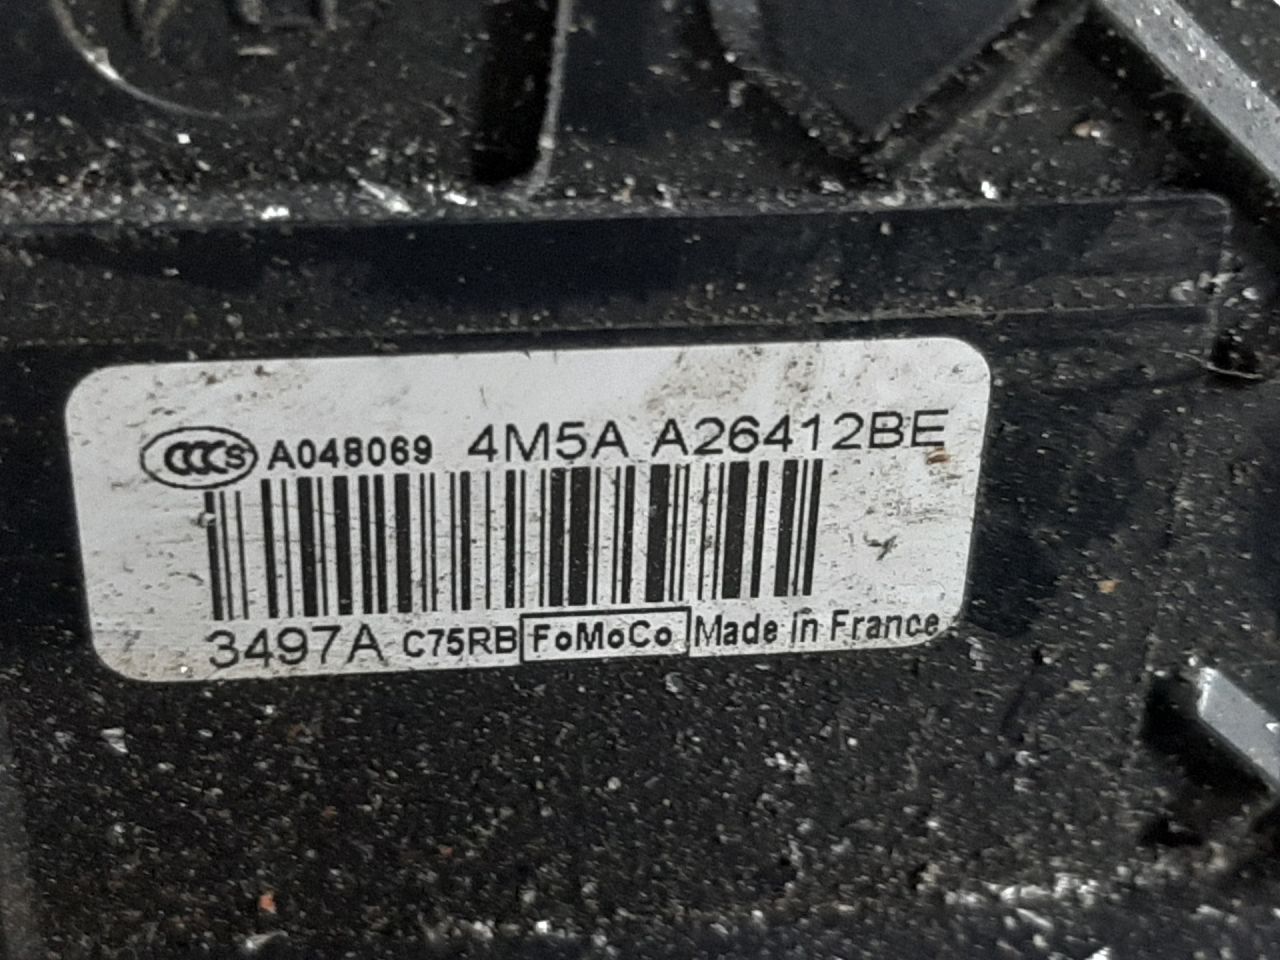 CCCS A048069 4M5A A26412BE
3497A C75RB FoMoCo Made in France